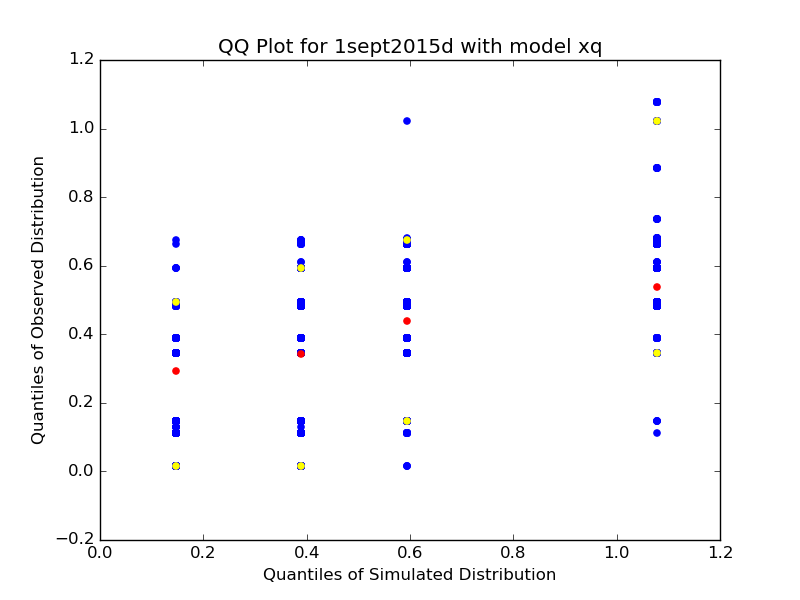 QQ Plot for 1sept2015d with model xq
1.2
1.0
0.8
0.6
0.4
0.2
0.0
−0.2
Quantiles of Observed Distribution
0.0 0.2 0.4 0.6 0.8 1.0 1.2
Quantiles of Simulated Distribution